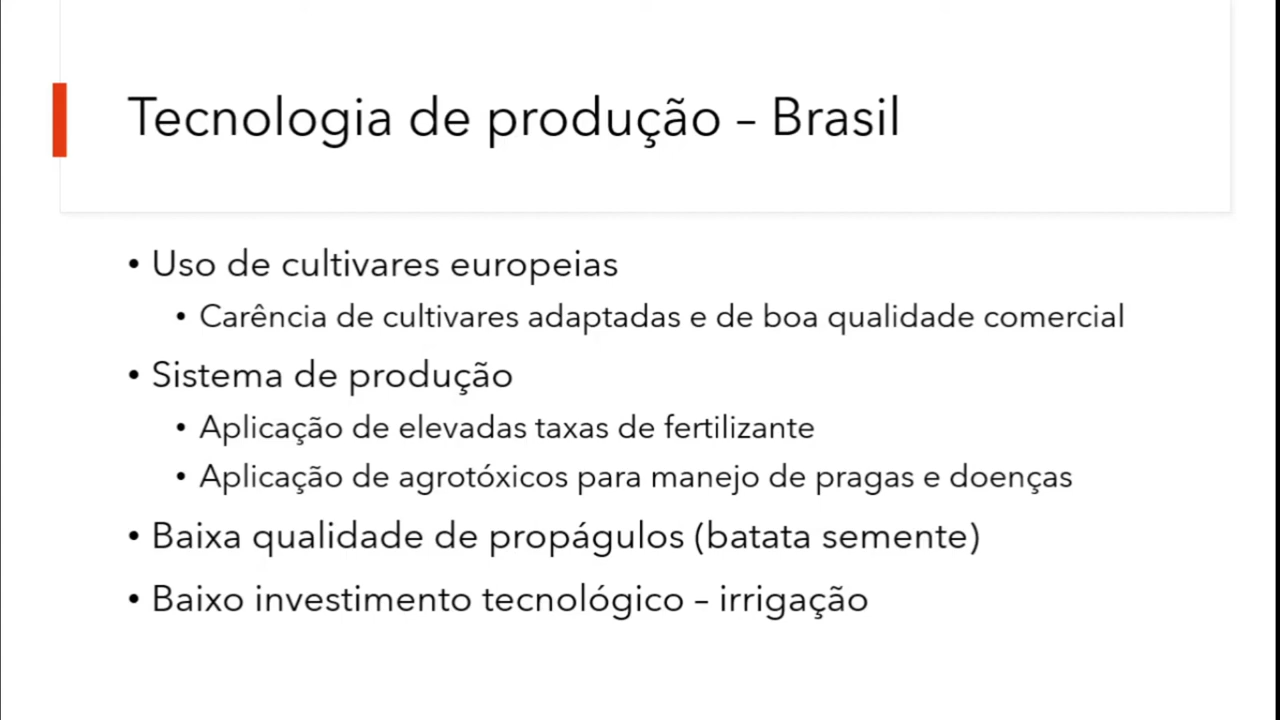 Tecnologia de produção – Brasil
• Uso de cultivares europeias
• Carência de cultivares adaptadas e de boa qualidade comercial
• Sistema de produção
• Aplicação de elevadas taxas de fertilizante
• Aplicação de agrotóxicos para manejo de pragas e doenças
• Baixa qualidade de propágulos (batata semente)
• Baixo investimento tecnológico – irrigação